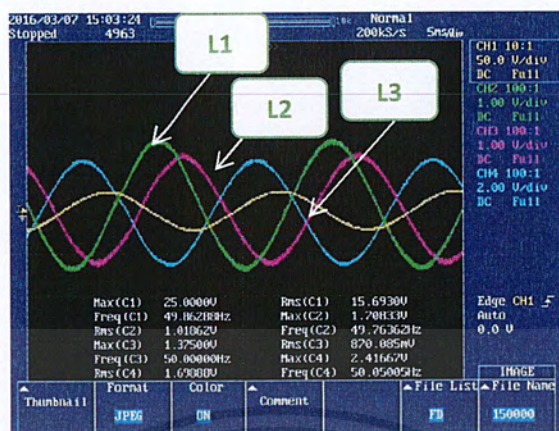 2016/03/07 15:03:24
Stopped 4963
10k
Normal
200kS/s 5ms/div
CH1 10:1
50.0 V/div
DC Full
CH2 100:1
1.00 V/div
DC Full
CH3 100:1
1.00 V/div
DC Full
CH4 100:1
2.00 V/div
DC Full
L1
L2
L3
Max(C1) 25.0000V Rms(C1) 15.6930V
Freq(C1) 49.86288Hz Max(C2) 1.70833V
Rms(C2) 1.01862V Freq(C2) 49.76362Hz
Max(C3) 1.37500V Rms(C3) 870.085mV
Freq(C3) 50.00000Hz Max(C4) 2.41667V
Rms(C4) 1.69888V Freq(C4) 50.05005Hz
Edge CH1
Auto
0.0 V
IMAGE
Thumbnail Format Color Comment File List File Name
JPEG ON FD 150000